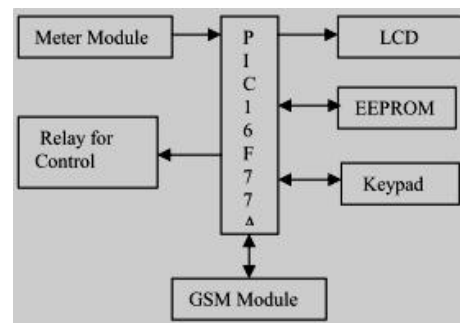 Meter Module
Relay for
Control
P
I
C
1
6
F
7
7
A
LCD
EEPROM
Keypad
GSM Module